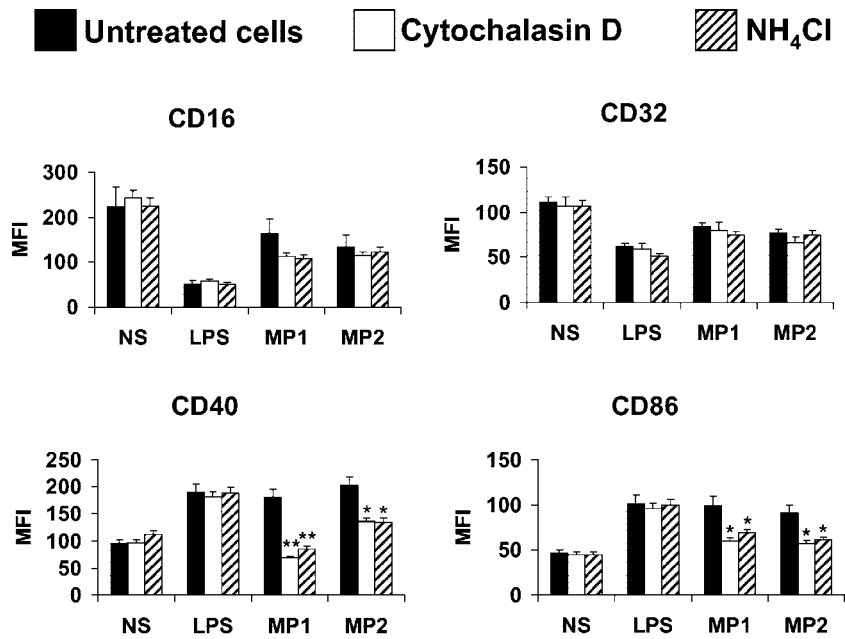 Untreated cells Cytochalasin D NH₄Cl
CD16
300
200
100
0
MFI
NS LPS MP1 MP2
CD32
150
100
50
0
MFI
NS LPS MP1 MP2
CD40
250
200
150
100
50
0
MFI
** ** * *
NS LPS MP1 MP2
CD86
150
100
50
0
MFI
* * * *
NS LPS MP1 MP2